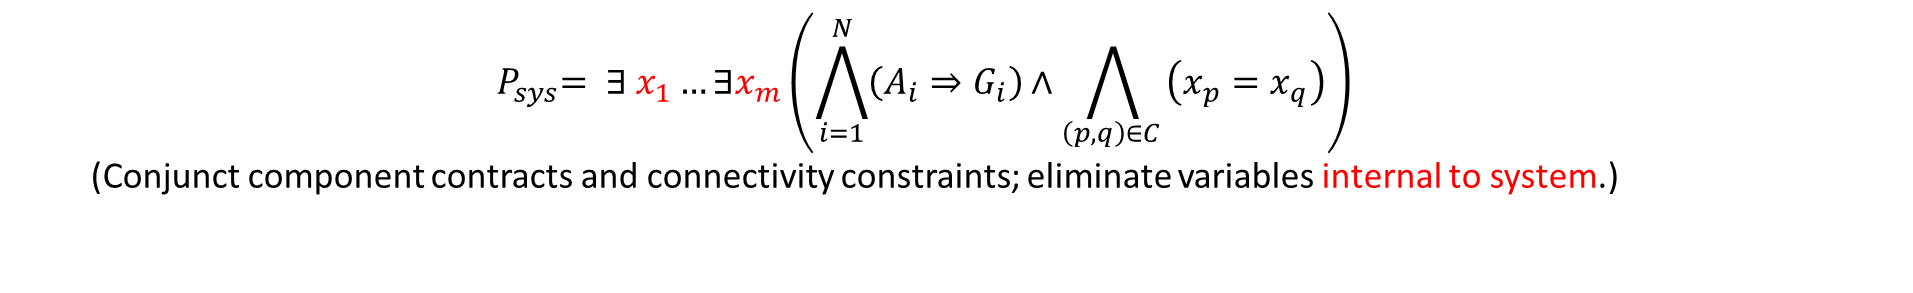 P_sys = ∃ x_1 … ∃x_m ( ⋀_{i=1}^{N} (A_i ⇒ G_i) ∧ ⋀_{(p,q)∈C} (x_p = x_q) )
(Conjunct component contracts and connectivity constraints; eliminate variables internal to system.)